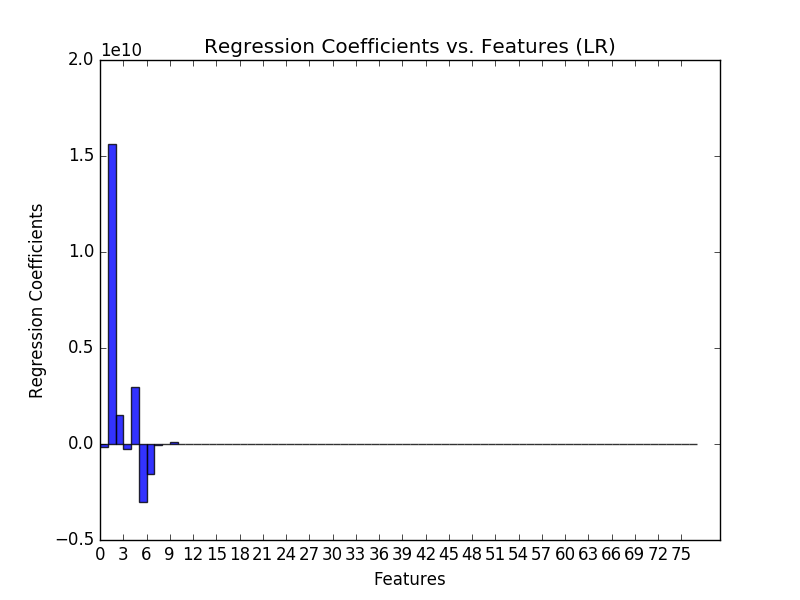 Regression Coefficients vs. Features (LR)
1e10
2.0
1.5
1.0
0.5
0.0
−0.5
Regression Coefficients
0 3 6 9 12 15 18 21 24 27 30 33 36 39 42 45 48 51 54 57 60 63 66 69 72 75
Features